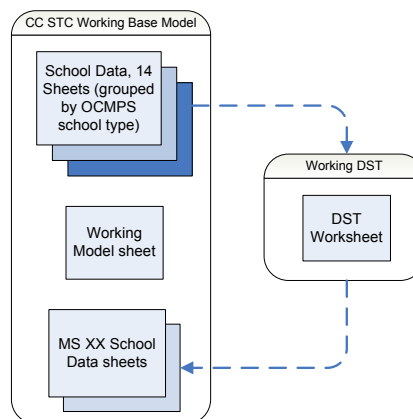 CC STC Working Base Model
School Data, 14
Sheets (grouped
by OCMPS
school type)
Working DST
DST
Worksheet
Working
Model sheet
MS XX School
Data sheets